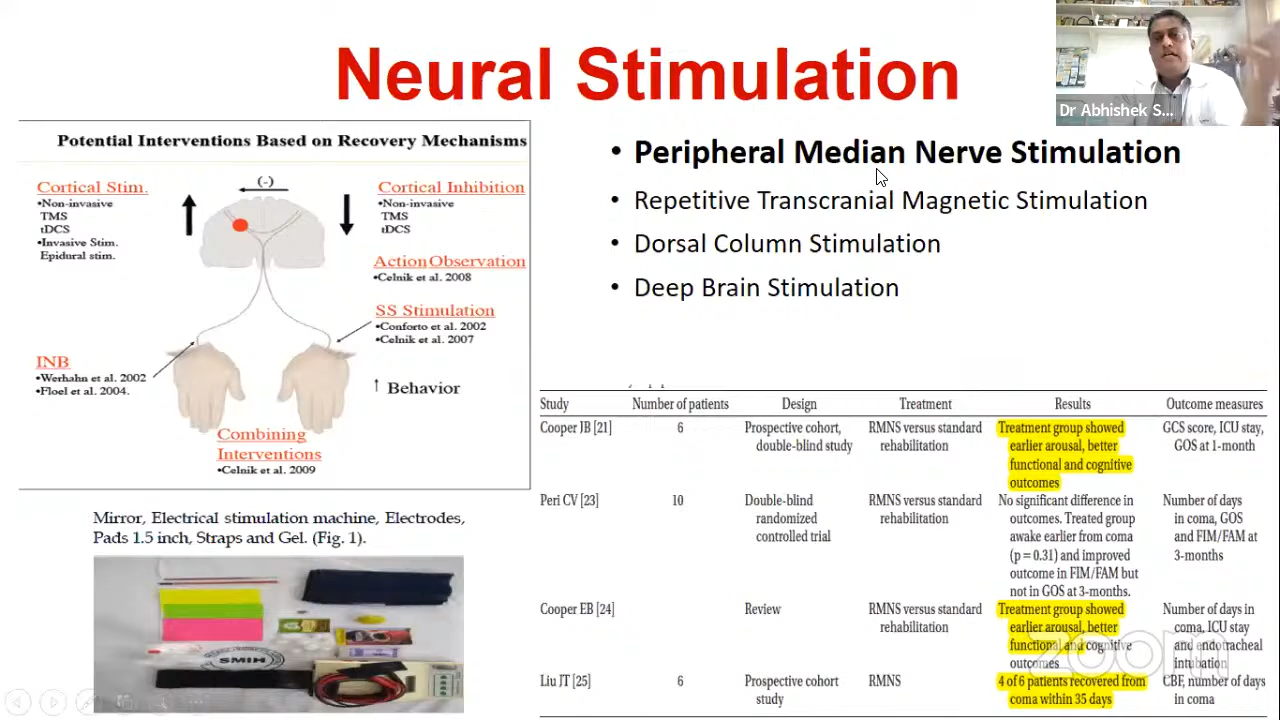 Neural Stimulation
Dr Abhishek S...
Potential Interventions Based on Recovery Mechanisms
Cortical Stim.
•Non-invasive
TMS
tDCS
•Invasive Stim.
Epidural stim.
(-)
Cortical Inhibition
•Non-invasive
TMS
tDCS
Action Observation
•Celnik et al. 2008
SS Stimulation
•Conforto et al. 2002
•Celnik et al. 2007
INB
•Werhahn et al. 2002
•Floel et al. 2004.
↑ Behavior
Combining
Interventions
•Celnik et al. 2009
Mirror, Electrical stimulation machine, Electrodes,
Pads 1.5 inch, Straps and Gel. (Fig. 1).
SMIH
• Peripheral Median Nerve Stimulation
• Repetitive Transcranial Magnetic Stimulation
• Dorsal Column Stimulation
• Deep Brain Stimulation
Study Number of patients Design Treatment Results Outcome measures
Cooper JB [21] 6 Prospective cohort, RMNS versus standard Treatment group showed GCS score, ICU stay,
double-blind study rehabilitation earlier arousal, better GOS at 1-month
functional and cognitive
outcomes
Peri CV [23] 10 Double-blind RMNS versus standard No significant difference in Number of days
randomized rehabilitation outcomes. Treated group in coma, GOS
controlled trial awake earlier from coma and FIM/FAM at
(p = 0.31) and improved 3-months
outcome in FIM/FAM but
not in GOS at 3-months.
Cooper EB [24] Review RMNS versus standard Treatment group showed Number of days in
rehabilitation earlier arousal, better coma, ICU stay
functional and cognitive and endotracheal
outcomes intubation
Liu JT [25] 6 Prospective cohort RMNS 4 of 6 patients recovered from CBF, number of days
study coma within 35 days in coma
zoom